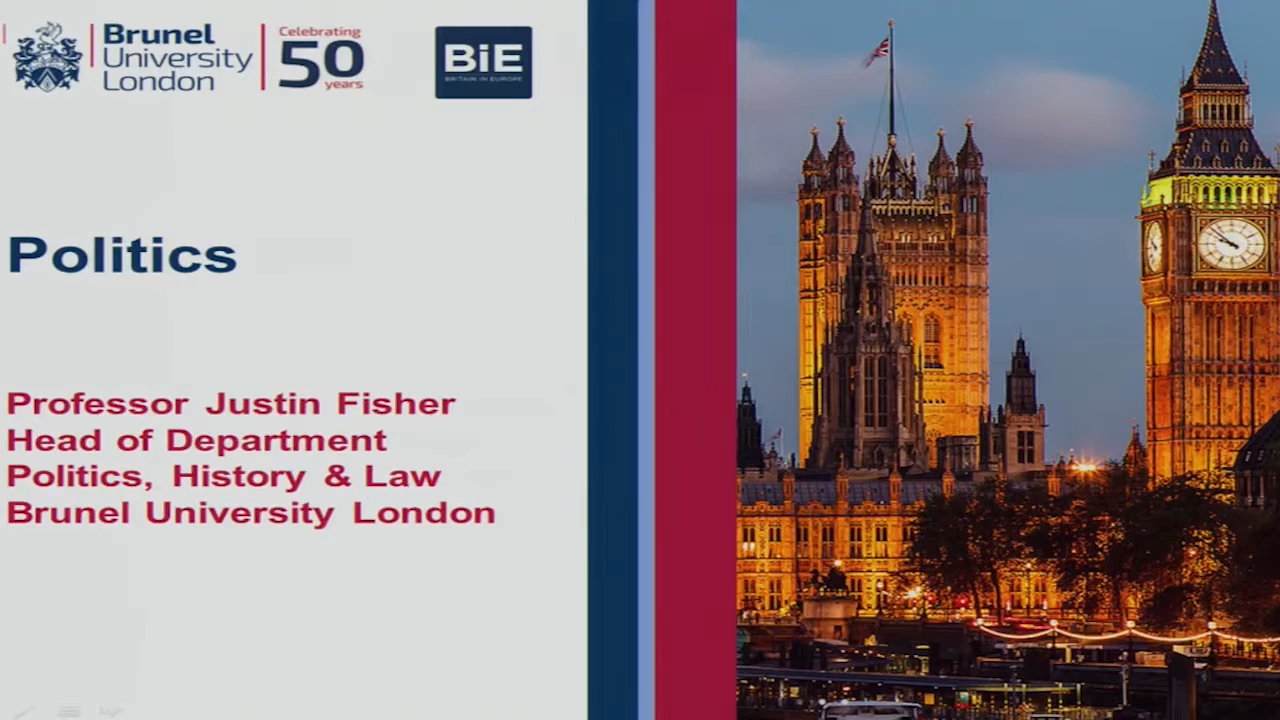 Brunel
University
London
Celebrating
50
years
BiE
BRITAIN IN EUROPE
Politics
Professor Justin Fisher
Head of Department
Politics, History & Law
Brunel University London